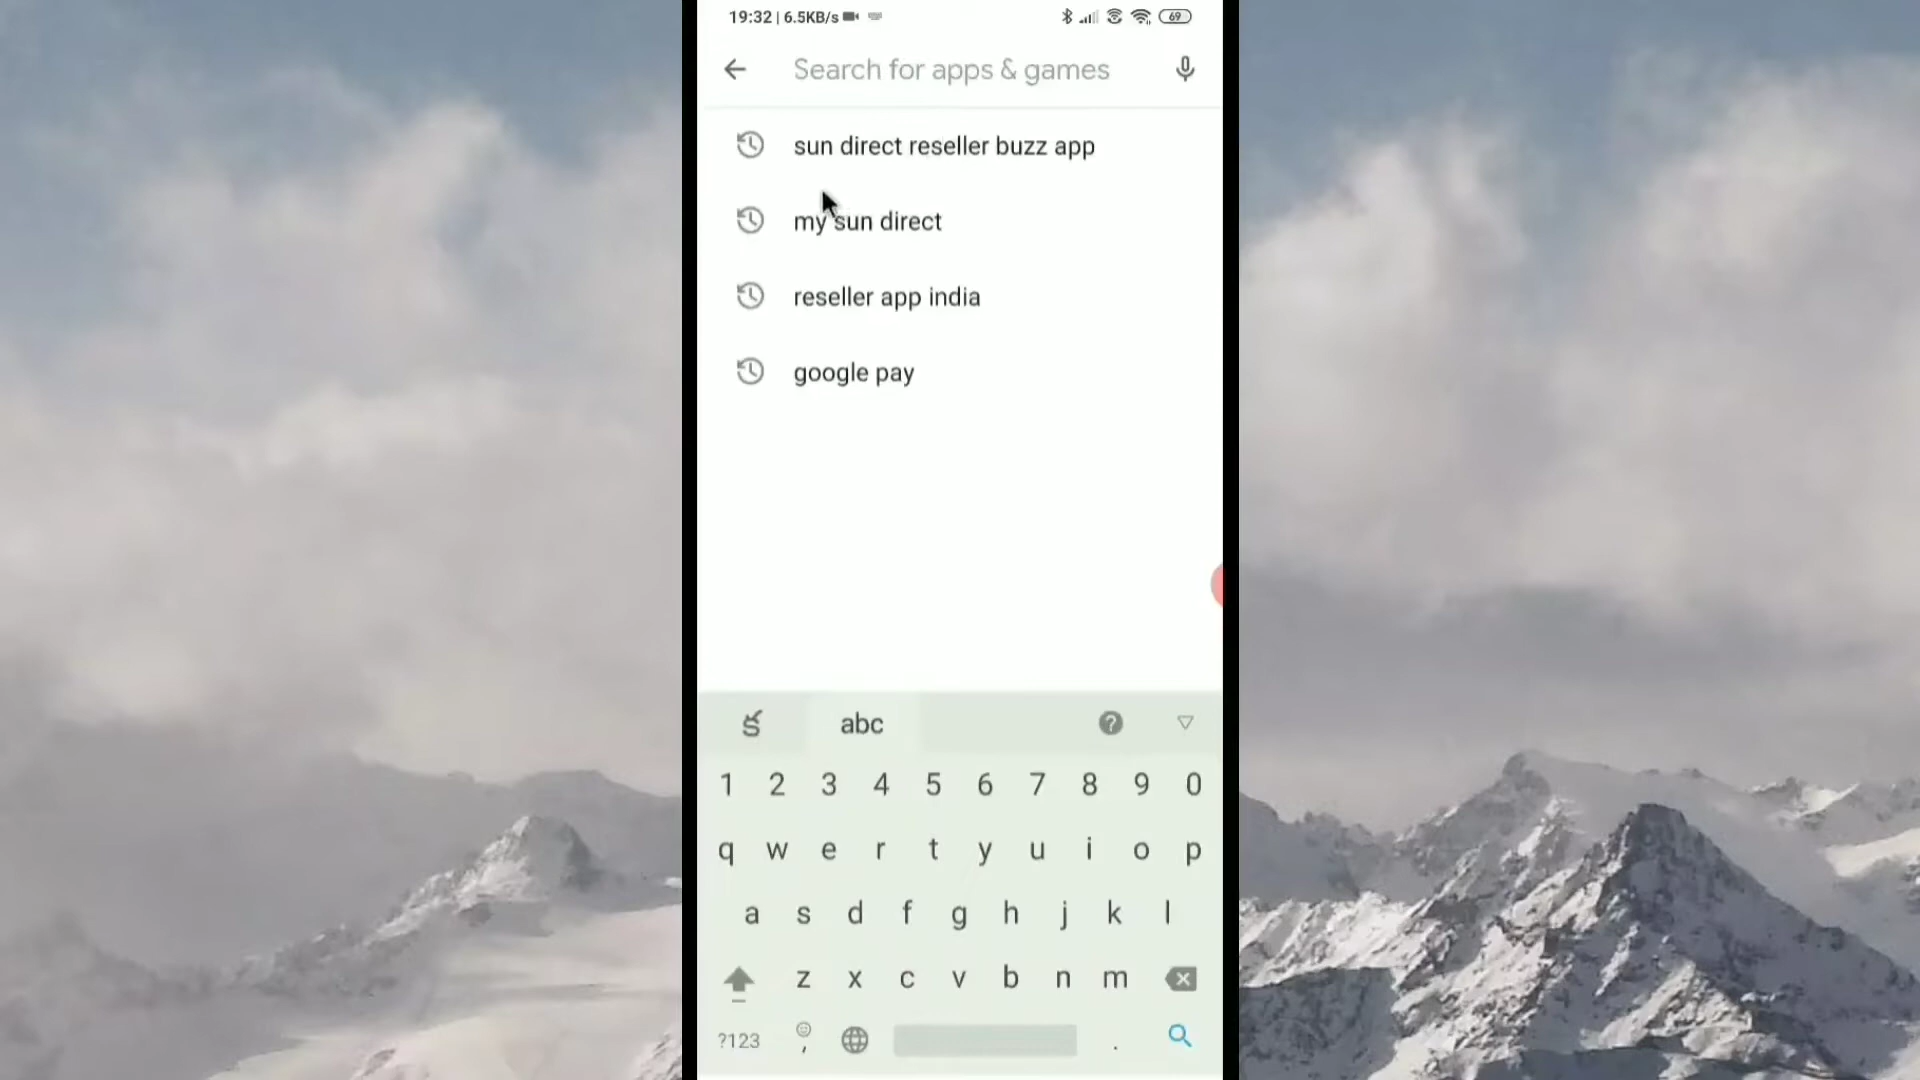 19:32 | 6.5KB/s
69
Search for apps & games
sun direct reseller buzz app
my sun direct
reseller app india
google pay
abc
1 2 3 4 5 6 7 8 9 0
q w e r t y u i o p
a s d f g h j k l
z x c v b n m
?123 , .